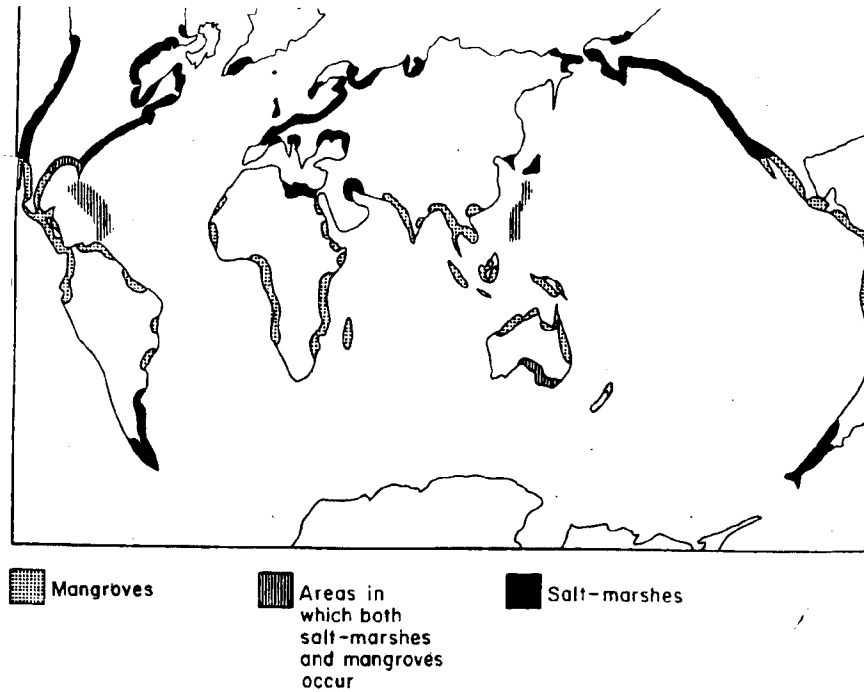 Mangroves
Areas in
which both
salt-marshes
and mangroves
occur
Salt-marshes